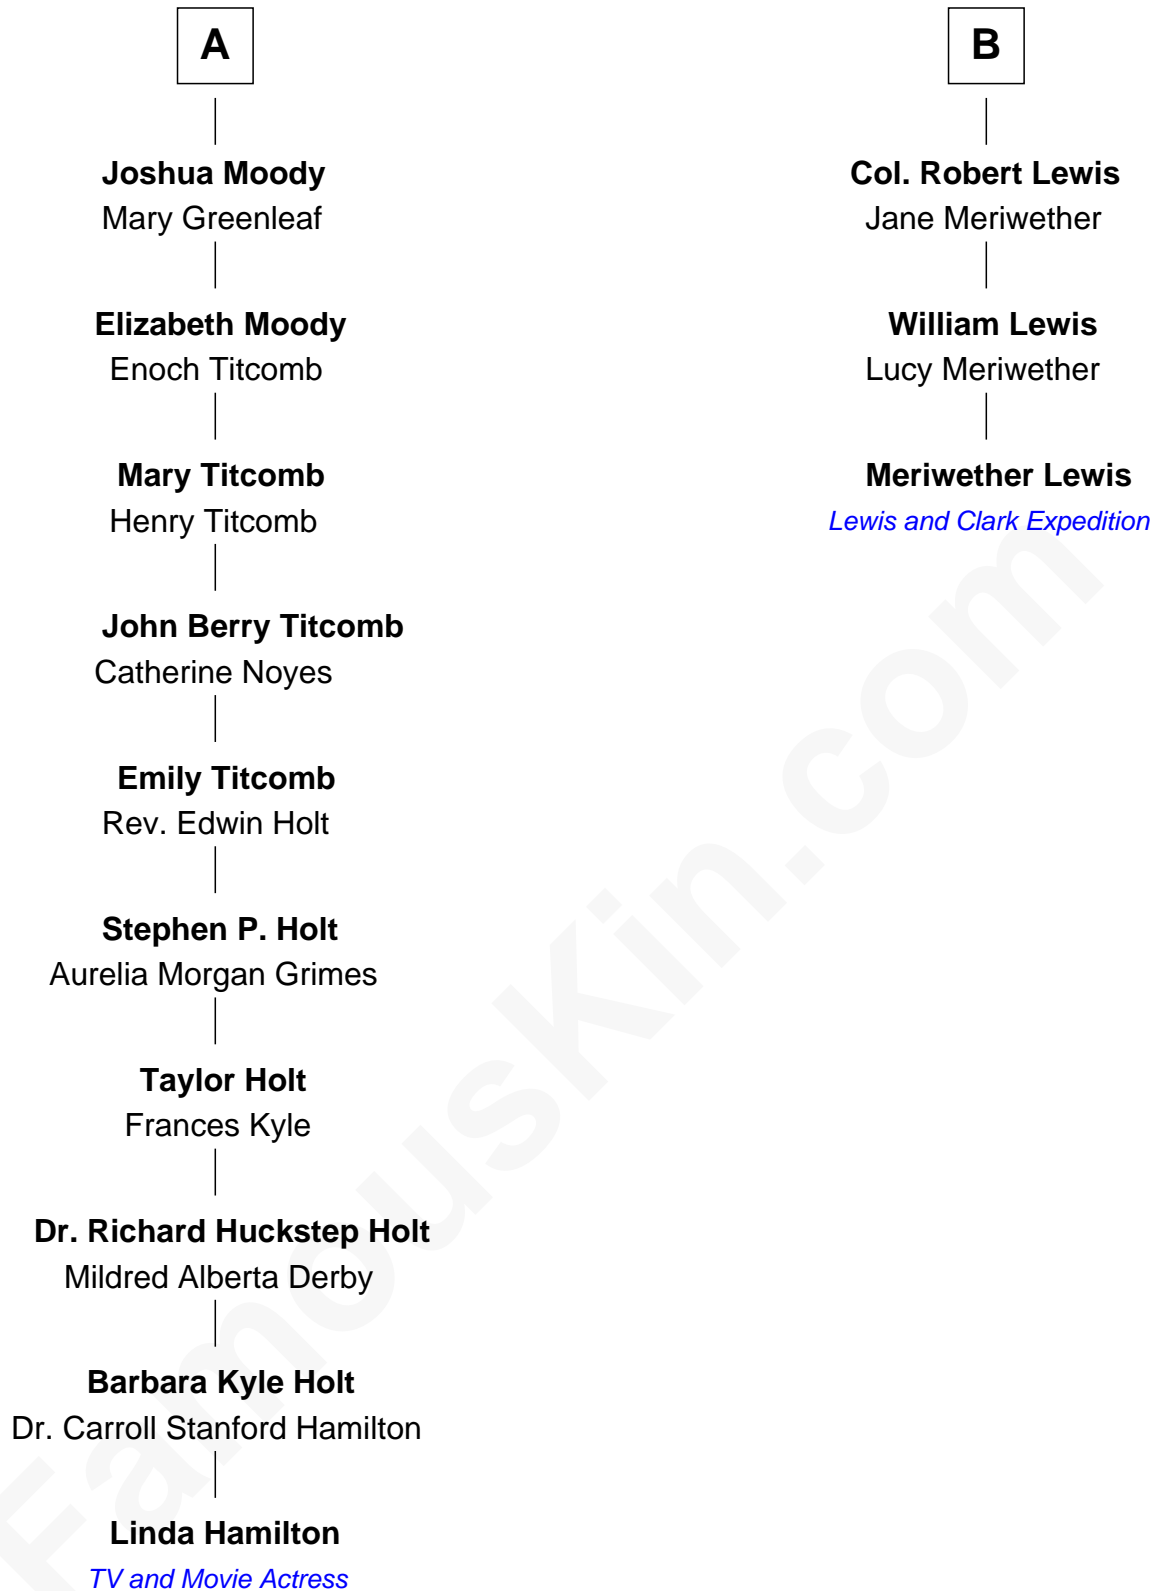 A
Joshua Moody
Mary Greenleaf
Elizabeth Moody
Enoch Titcomb
Mary Titcomb
Henry Titcomb
John Berry Titcomb
Catherine Noyes
Emily Titcomb
Rev. Edwin Holt
Stephen P. Holt
Aurelia Morgan Grimes
Taylor Holt
Frances Kyle
Dr. Richard Huckstep Holt
Mildred Alberta Derby
Barbara Kyle Holt
Dr. Carroll Stanford Hamilton
Linda Hamilton
TV and Movie Actress
B
Col. Robert Lewis
Jane Meriwether
William Lewis
Lucy Meriwether
Meriwether Lewis
Lewis and Clark Expedition
FamousKin.com